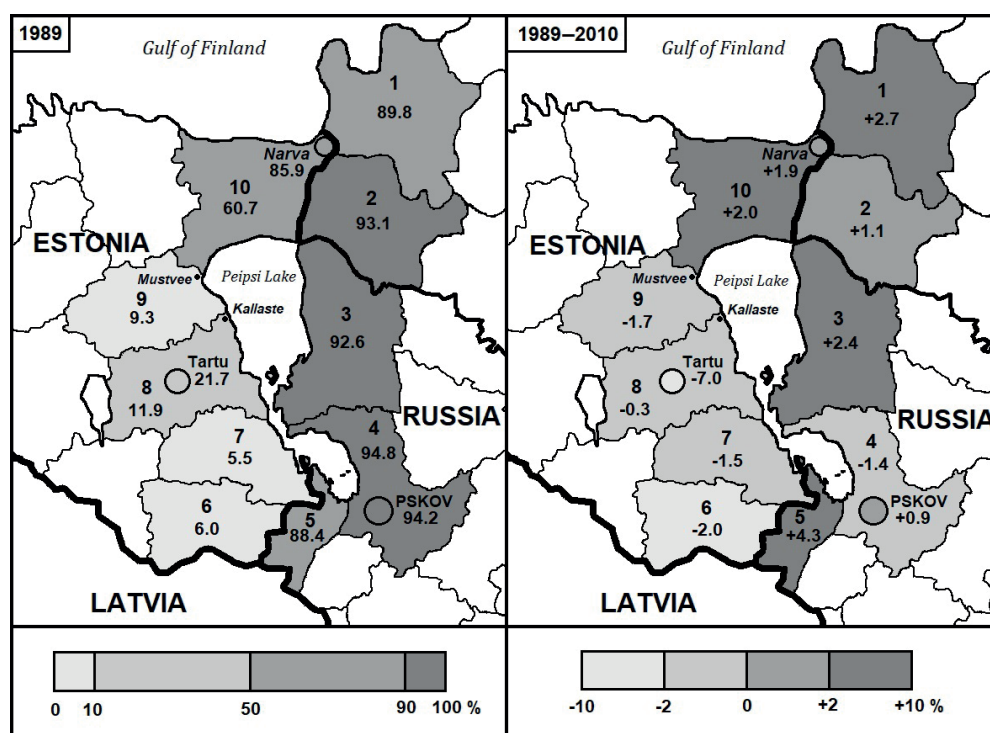 1989
Gulf of Finland
1
89.8
Narva
85.9
10
60.7
2
93.1
ESTONIA
Mustvee
Peipsi Lake
Kallaste
9
9.3
3
92.6
Tartu
21.7
8
11.9
RUSSIA
7
5.5
4
94.8
6
6.0
5
88.4
PSKOV
94.2
LATVIA
0 10 50 90 100 %
1989–2010
Gulf of Finland
1
+2.7
Narva
+1.9
10
+2.0
2
+1.1
ESTONIA
Mustvee
Peipsi Lake
Kallaste
9
-1.7
3
+2.4
Tartu
-7.0
8
-0.3
RUSSIA
7
-1.5
4
-1.4
6
-2.0
5
+4.3
PSKOV
+0.9
LATVIA
-10 -2 0 +2 +10 %